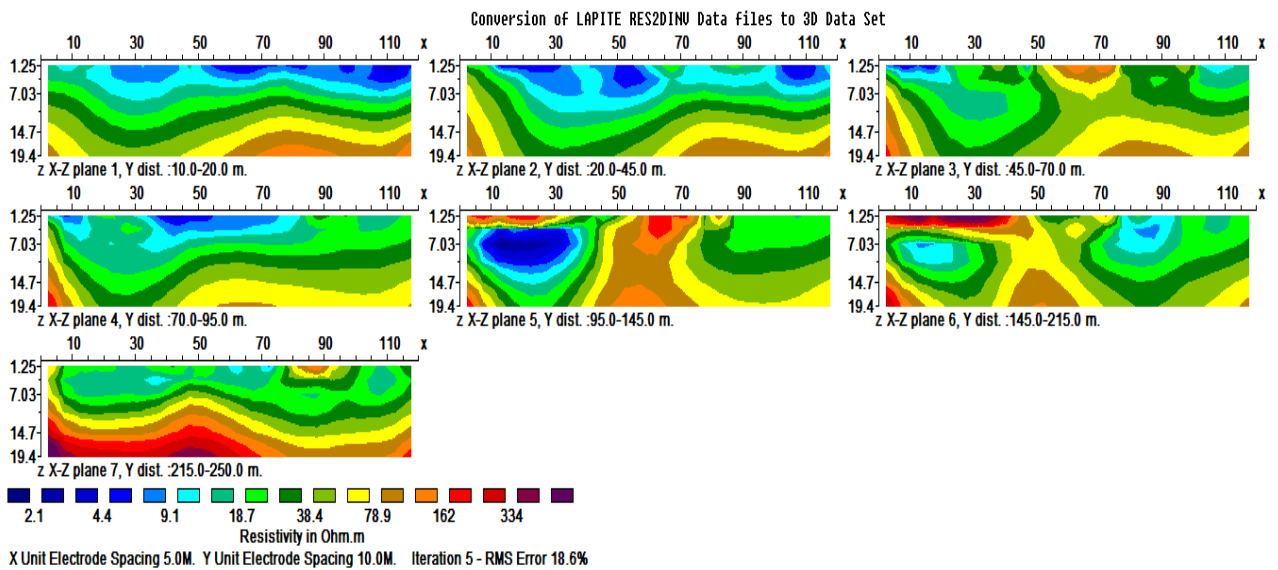 Conversion of LAPITE RES2DINV Data files to 3D Data Set
10 30 50 70 90 110 x
10 30 50 70 90 110 x
10 30 50 70 90 110 x
1.25
7.03
14.7
19.4
z X-Z plane 1, Y dist. :10.0-20.0 m.
1.25
7.03
14.7
19.4
z X-Z plane 2, Y dist. :20.0-45.0 m.
1.25
7.03
14.7
19.4
z X-Z plane 3, Y dist. :45.0-70.0 m.
10 30 50 70 90 110 x
10 30 50 70 90 110 x
10 30 50 70 90 110 x
1.25
7.03
14.7
19.4
z X-Z plane 4, Y dist. :70.0-95.0 m.
1.25
7.03
14.7
19.4
z X-Z plane 5, Y dist. :95.0-145.0 m.
1.25
7.03
14.7
19.4
z X-Z plane 6, Y dist. :145.0-215.0 m.
10 30 50 70 90 110 x
1.25
7.03
14.7
19.4
z X-Z plane 7, Y dist. :215.0-250.0 m.
2.1 4.4 9.1 18.7 38.4 78.9 162 334
Resistivity in Ohm.m
X Unit Electrode Spacing 5.0M. Y Unit Electrode Spacing 10.0M. Iteration 5 - RMS Error 18.6%